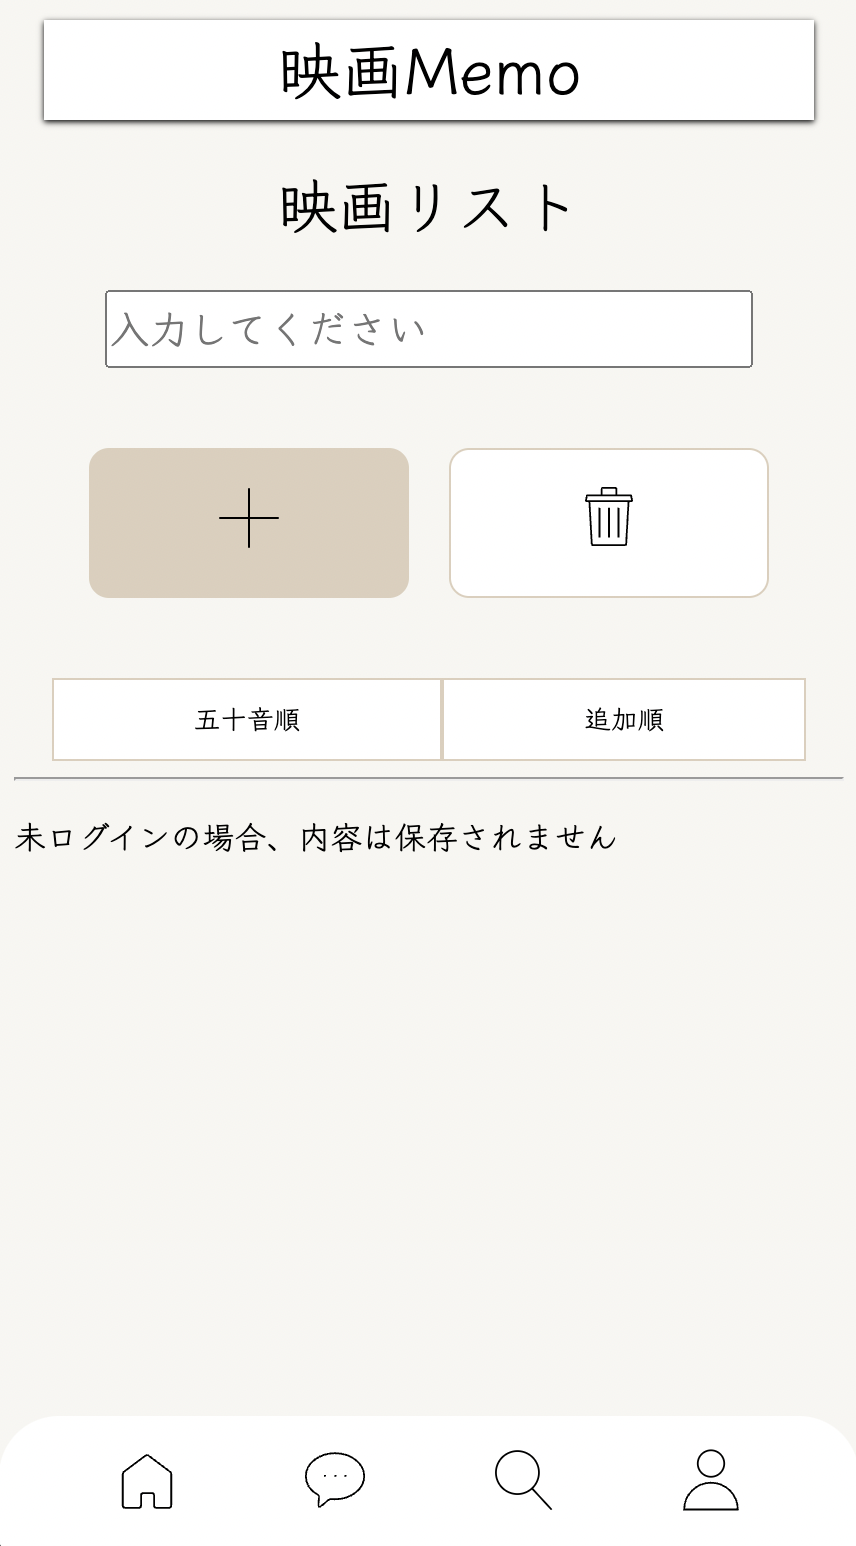 映画Memo
映画リスト
入力してください
五十音順
追加順
未ログインの場合、内容は保存されません